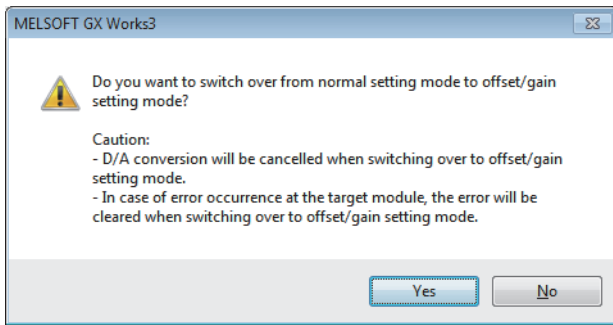 MELSOFT GX Works3
Do you want to switch over from normal setting mode to offset/gain
setting mode?
Caution:
- D/A conversion will be cancelled when switching over to offset/gain
setting mode.
- In case of error occurrence at the target module, the error will be
cleared when switching over to offset/gain setting mode.
Yes
No